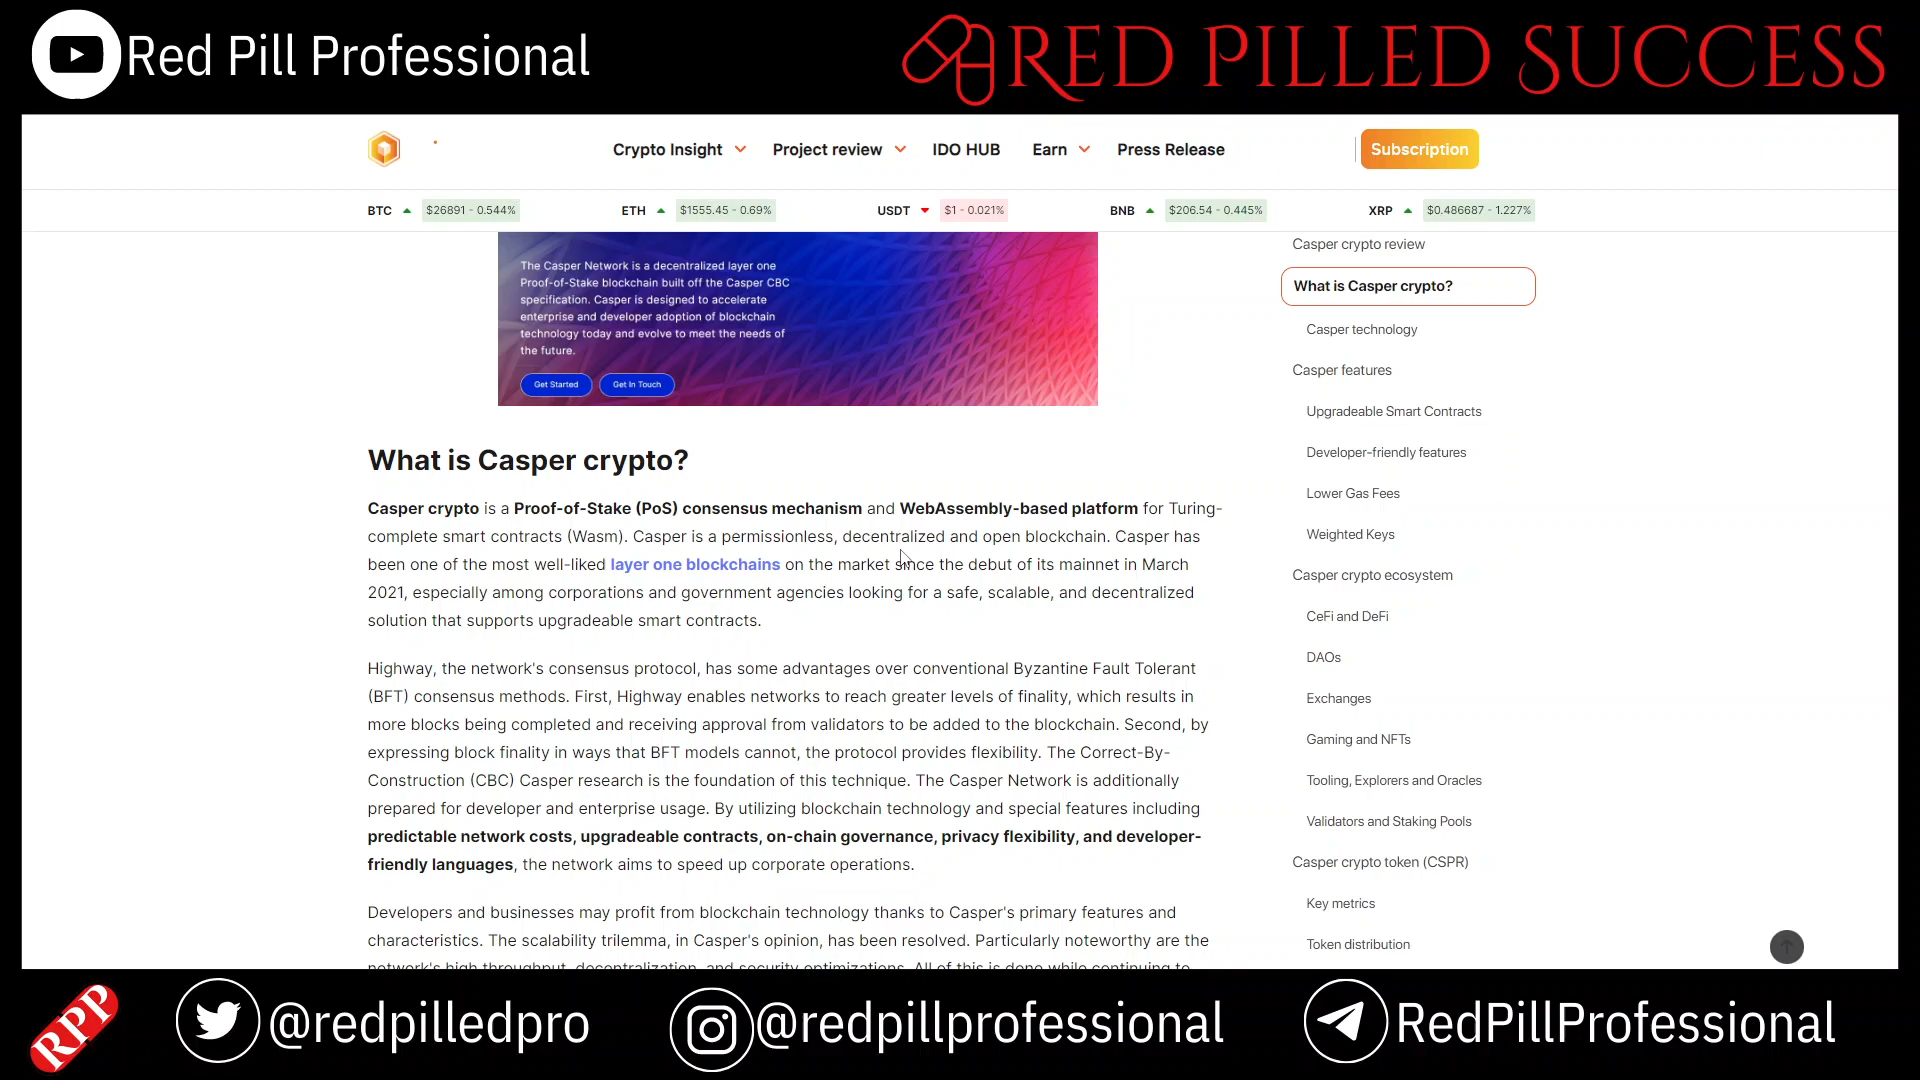 Red Pill Professional
RED PILLED SUCCESS
Crypto Insight
Project review
IDO HUB
Earn
Press Release
Subscription
BTC $26891 - 0.544%
ETH $1555.45 - 0.69%
USDT $1 - 0.021%
BNB $206.54 - 0.445%
XRP $0.486687 - 1.227%
The Casper Network is a decentralized layer one
Proof-of-Stake blockchain built off the Casper CBC
specification. Casper is designed to accelerate
enterprise and developer adoption of blockchain
technology today and evolve to meet the needs of
the future.
Get Started
Get In Touch
What is Casper crypto?
Casper crypto is a Proof-of-Stake (PoS) consensus mechanism and WebAssembly-based platform for Turing-
complete smart contracts (Wasm). Casper is a permissionless, decentralized and open blockchain. Casper has
been one of the most well-liked layer one blockchains on the market since the debut of its mainnet in March
2021, especially among corporations and government agencies looking for a safe, scalable, and decentralized
solution that supports upgradeable smart contracts.
Highway, the network's consensus protocol, has some advantages over conventional Byzantine Fault Tolerant
(BFT) consensus methods. First, Highway enables networks to reach greater levels of finality, which results in
more blocks being completed and receiving approval from validators to be added to the blockchain. Second, by
expressing block finality in ways that BFT models cannot, the protocol provides flexibility. The Correct-By-
Construction (CBC) Casper research is the foundation of this technique. The Casper Network is additionally
prepared for developer and enterprise usage. By utilizing blockchain technology and special features including
predictable network costs, upgradeable contracts, on-chain governance, privacy flexibility, and developer-
friendly languages, the network aims to speed up corporate operations.
Developers and businesses may profit from blockchain technology thanks to Casper's primary features and
characteristics. The scalability trilemma, in Casper's opinion, has been resolved. Particularly noteworthy are the
network's high throughput, decentralization, and security optimizations. All of this is done while continuing to
Casper crypto review
What is Casper crypto?
Casper technology
Casper features
Upgradeable Smart Contracts
Developer-friendly features
Lower Gas Fees
Weighted Keys
Casper crypto ecosystem
CeFi and DeFi
DAOs
Exchanges
Gaming and NFTs
Tooling, Explorers and Oracles
Validators and Staking Pools
Casper crypto token (CSPR)
Key metrics
Token distribution
RPP
@redpilledpro
@redpillprofessional
RedPillProfessional